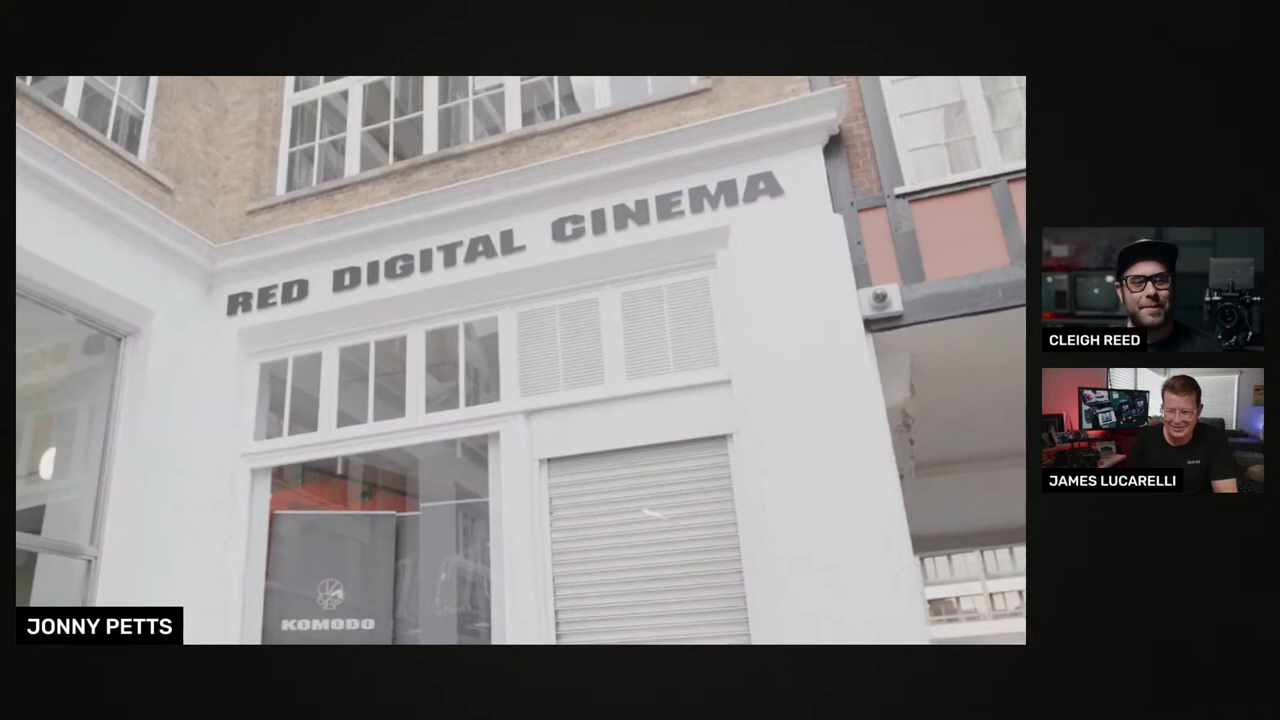 RED DIGITAL CINEMA
KOMODO
JONNY PETTS
CLEIGH REED
JAMES LUCARELLI